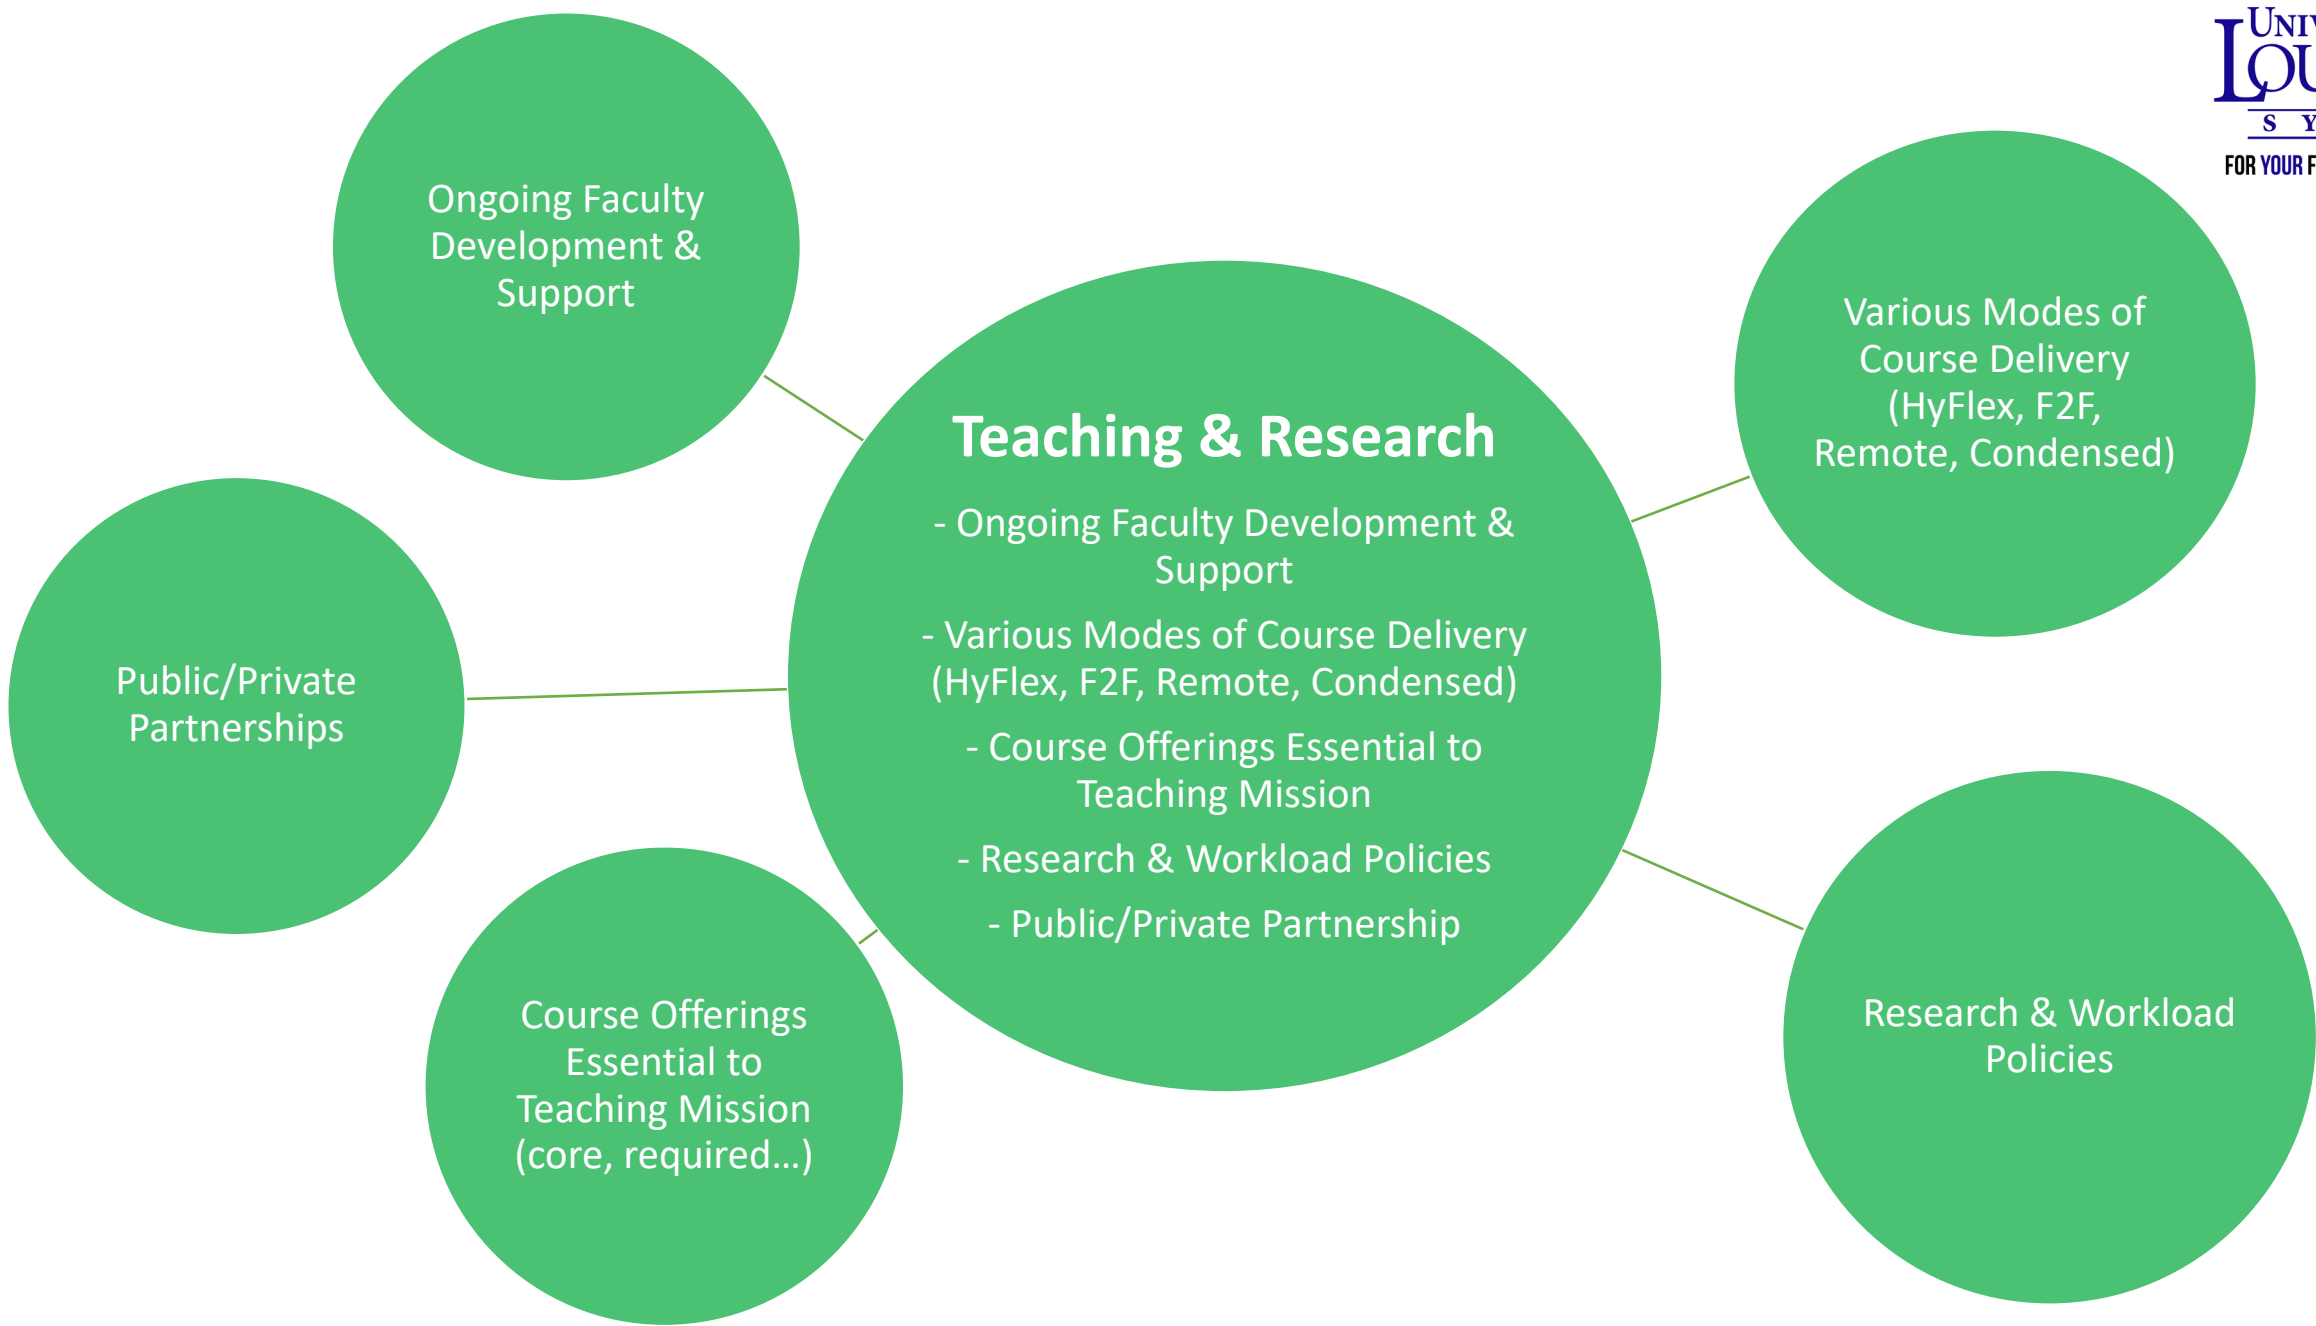 Ongoing Faculty
Development &
Support
Various Modes of
Course Delivery
(HyFlex, F2F,
Remote, Condensed)
Teaching & Research
- Ongoing Faculty Development &
Support
- Various Modes of Course Delivery
(HyFlex, F2F, Remote, Condensed)
- Course Offerings Essential to
Teaching Mission
- Research & Workload Policies
- Public/Private Partnership
Public/Private
Partnerships
Course Offerings
Essential to
Teaching Mission
(core, required...)
Research & Workload
Policies
FOR YOUR